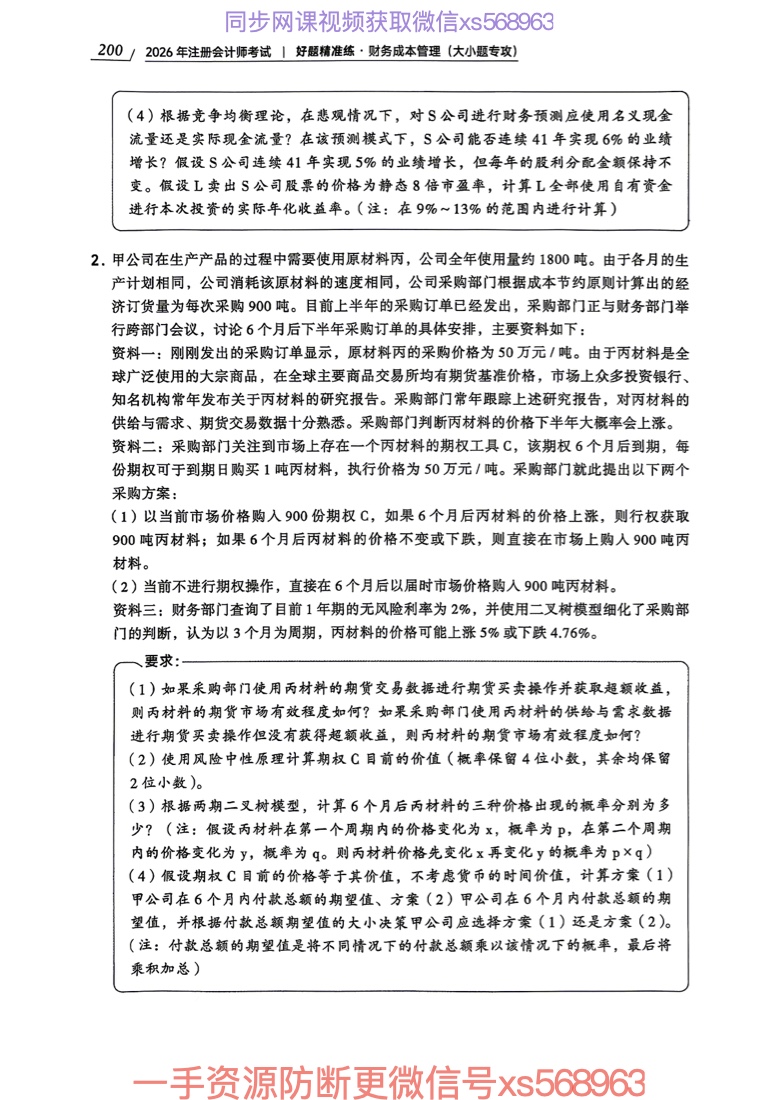 同步网课视频获取微信xs568963
200 / 2026年注册会计师考试 | 好题精准练·财务成本管理（大小题专攻）
（4）根据竞争均衡理论，在悲观情况下，对S公司进行财务预测应使用名义现金
流量还是实际现金流量？在该预测模式下，S公司能否连续41年实现6%的业绩
增长？假设S公司连续41年实现5%的业绩增长，但每年的股利分配金额保持不
变。假设L卖出S公司股票的价格为静态8倍市盈率，计算L全部使用自有资金
进行本次投资的实际年化收益率。（注：在9%～13%的范围内进行计算）
2. 甲公司在生产产品的过程中需要使用原材料丙，公司全年使用量约1800吨。由于各月的生
产计划相同，公司消耗该原材料的速度相同，公司采购部门根据成本节约原则计算出的经
济订货量为每次采购900吨。目前上半年的采购订单已经发出，采购部门正与财务部门举
行跨部门会议，讨论6个月后下半年采购订单的具体安排，主要资料如下：
资料一：刚刚发出的采购订单显示，原材料丙的采购价格为50万元/吨。由于丙材料是全
球广泛使用的大宗商品，在全球主要商品交易所均有期货基准价格，市场上众多投资银行、
知名机构常年发布关于丙材料的研究报告。采购部门常年跟踪上述研究报告，对丙材料的
供给与需求、期货交易数据十分熟悉。采购部门判断丙材料的价格下半年大概率会上涨。
资料二：采购部门关注到市场上存在一个丙材料的期权工具C，该期权6个月后到期，每
份期权可于到期日购买1吨丙材料，执行价格为50万元/吨。采购部门就此提出以下两个
采购方案：
（1）以当前市场价格购入900份期权C，如果6个月后丙材料的价格上涨，则行权获取
900吨丙材料；如果6个月后丙材料的价格不变或下跌，则直接在市场上购入900吨丙
材料。
（2）当前不进行期权操作，直接在6个月后以届时市场价格购入900吨丙材料。
资料三：财务部门查询了目前1年期的无风险利率为2%，并使用二叉树模型细化了采购部
门的判断，认为以3个月为周期，丙材料的价格可能上涨5%或下跌4.76%。
要求：
（1）如果采购部门使用丙材料的期货交易数据进行期货买卖操作并获取超额收益，
则丙材料的期货市场有效程度如何？如果采购部门使用丙材料的供给与需求数据
进行期货买卖操作但没有获得超额收益，则丙材料的期货市场有效程度如何？
（2）使用风险中性原理计算期权C目前的价值（概率保留4位小数，其余均保留
2位小数）。
（3）根据两期二叉树模型，计算6个月后丙材料的三种价格出现的概率分别为多
少？（注：假设丙材料在第一个周期内的价格变化为x，概率为p，在第二个周期
内的价格变化为y，概率为q。则丙材料价格先变化x再变化y的概率为p×q）
（4）假设期权C目前的价格等于其价值，不考虑货币的时间价值，计算方案（1）
甲公司在6个月内付款总额的期望值、方案（2）甲公司在6个月内付款总额的期
望值，并根据付款总额期望值的大小决策甲公司应选择方案（1）还是方案（2）。
（注：付款总额的期望值是将不同情况下的付款总额乘以该情况下的概率，最后将
乘积加总）
一手资源防断更微信号xs568963